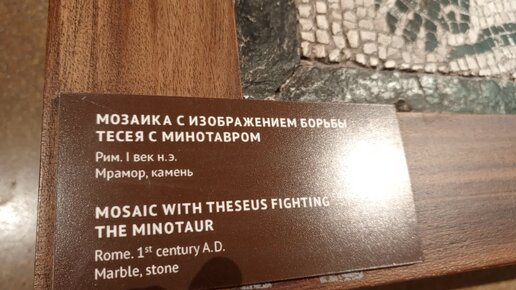 МОЗАИКА С ИЗОБРАЖЕНИЕМ БОРЬБЫ
ТЕСЕЯ С МИНОТАВРОМ
Рим. I век н.э.
Мрамор, камень
MOSAIC WITH THESEUS FIGHTING
THE MINOTAUR
Rome. 1st century A.D.
Marble, stone